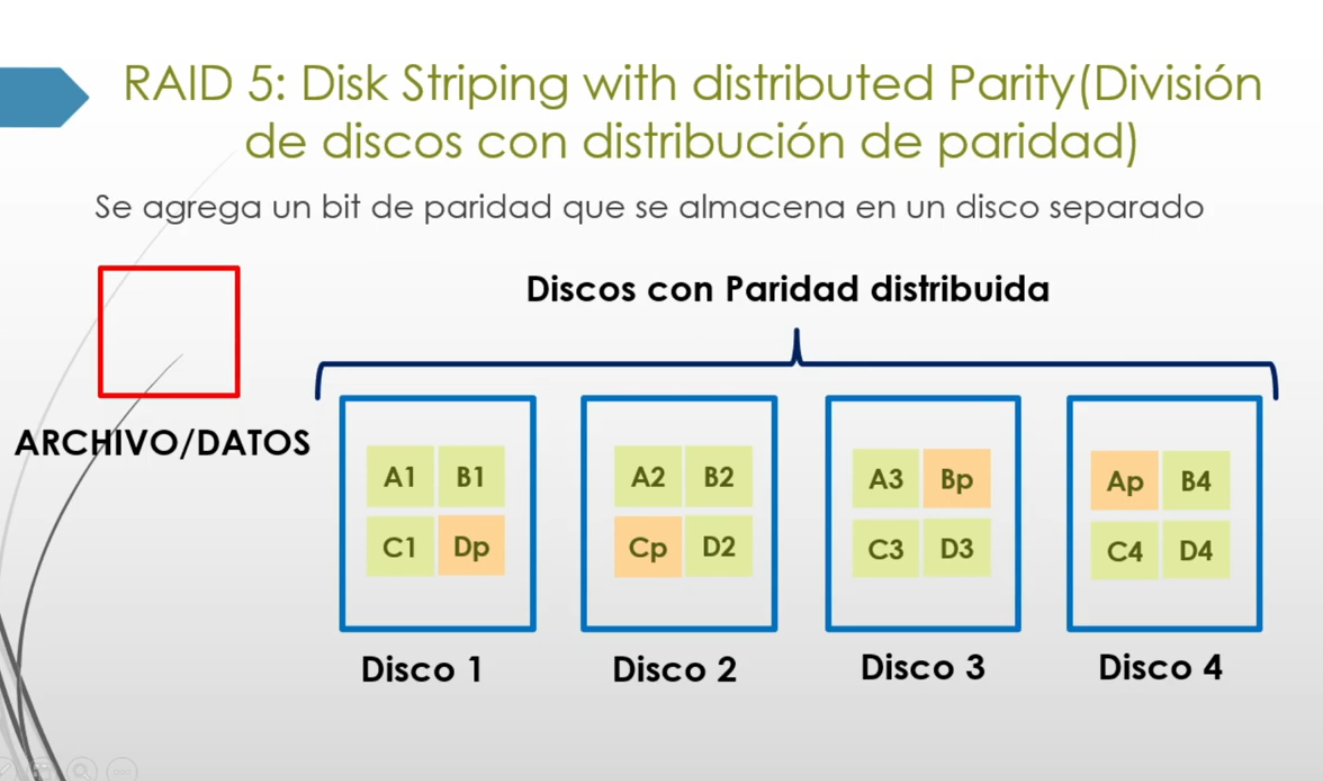 RAID 5: Disk Striping with distributed Parity(División
de discos con distribución de paridad)
Se agrega un bit de paridad que se almacena en un disco separado
Discos con Paridad distribuida
ARCHIVO/DATOS
A1 B1
C1 Dp
Disco 1
A2 B2
Cp D2
Disco 2
A3 Bp
C3 D3
Disco 3
Ap B4
C4 D4
Disco 4